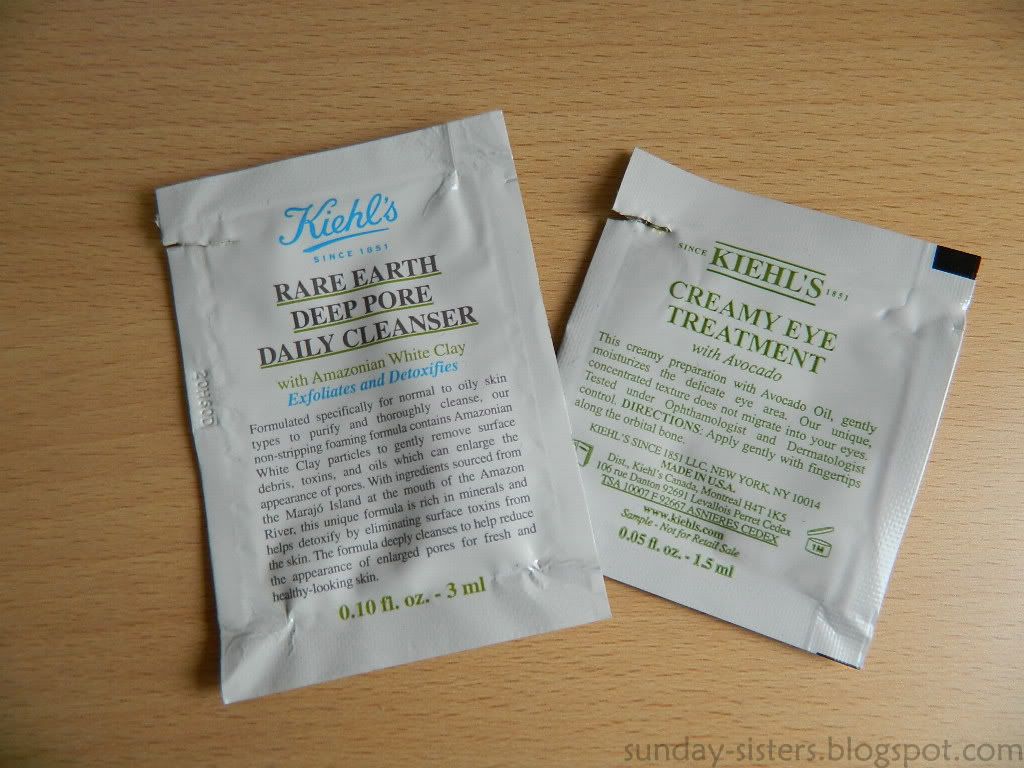 Kiehl's
SINCE 1851
RARE EARTH
DEEP PORE
DAILY CLEANSER
with Amazonian White Clay
Exfoliates and Detoxifies
Formulated specifically for normal to oily skin
types to purify and thoroughly cleanse, our
non-stripping foaming formula contains Amazonian
White Clay particles to gently remove surface
debris, toxins, and oils which can enlarge the
appearance of pores. With ingredients sourced from
the Marajó Island at the mouth of the Amazon
River, this unique formula is rich in minerals and
helps detoxify by eliminating surface toxins from
the skin. The formula deeply cleanses to help reduce
the appearance of enlarged pores for fresh and
healthy-looking skin.
0.10 fl. oz. - 3 ml
SINCE KIEHL'S 1851
CREAMY EYE
TREATMENT
with Avocado
This creamy preparation with Avocado Oil, gently
moisturizes the delicate eye area. Our unique,
concentrated texture does not migrate into your eyes.
Tested under Ophthamologist and Dermatologist
control. DIRECTIONS: Apply gently with fingertips
along the orbital bone.
KIEHL'S SINCE 1851 LLC, NEW YORK, NY 10014
MADE IN U.S.A.
Dist., Kiehl's Canada, Montreal H4T 1K5
106 rue Danton 92691 Levallois Perret Cedex
TSA 10007 F 92667 ASNIERES CEDEX
www.kiehls.com
Sample - Not for Retail Sale
0.05 fl. oz. - 1.5 ml
sunday-sisters.blogspot.com